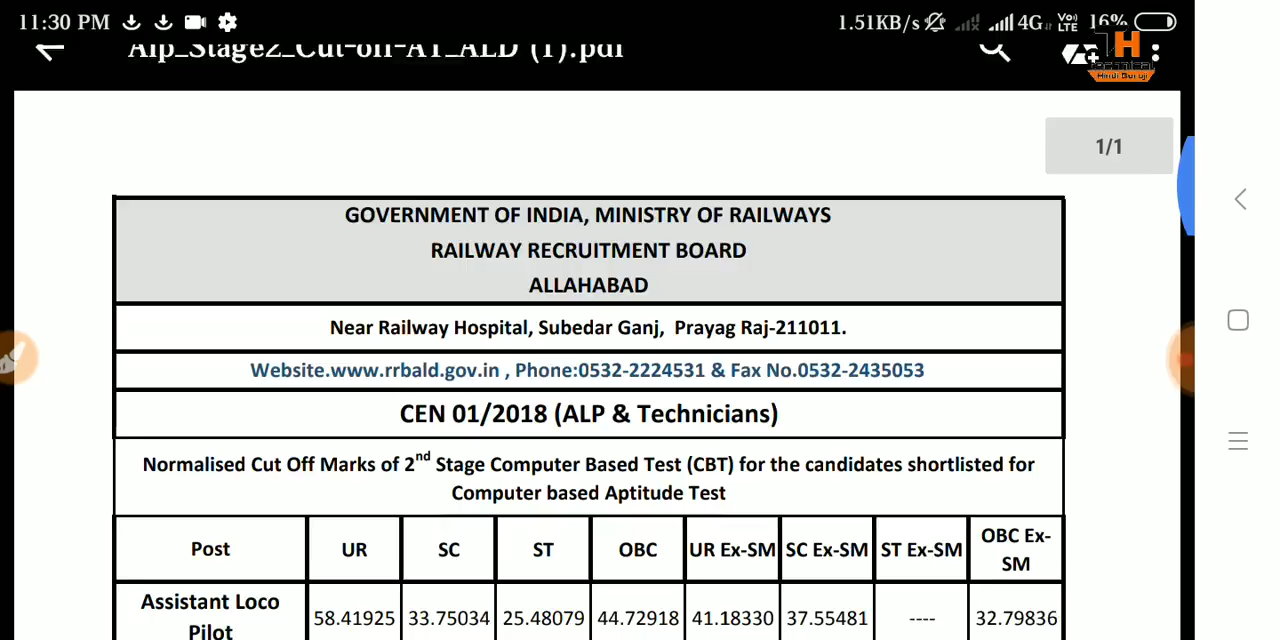 11:30 PM
1.51KB/s 4G VoLTE 16%
Alp_Stage2_Cut-off-AT_ALD (1).pdf
H
Technical
Hindi Guruji
1/1
GOVERNMENT OF INDIA, MINISTRY OF RAILWAYS
RAILWAY RECRUITMENT BOARD
ALLAHABAD
Near Railway Hospital, Subedar Ganj, Prayag Raj-211011.
Website.www.rrbald.gov.in , Phone:0532-2224531 & Fax No.0532-2435053
CEN 01/2018 (ALP & Technicians)
Normalised Cut Off Marks of 2nd Stage Computer Based Test (CBT) for the candidates shortlisted for
Computer based Aptitude Test
Post UR SC ST OBC UR Ex-SM SC Ex-SM ST Ex-SM OBC Ex-SM
Assistant Loco Pilot 58.41925 33.75034 25.48079 44.72918 41.18330 37.55481 ---- 32.79836